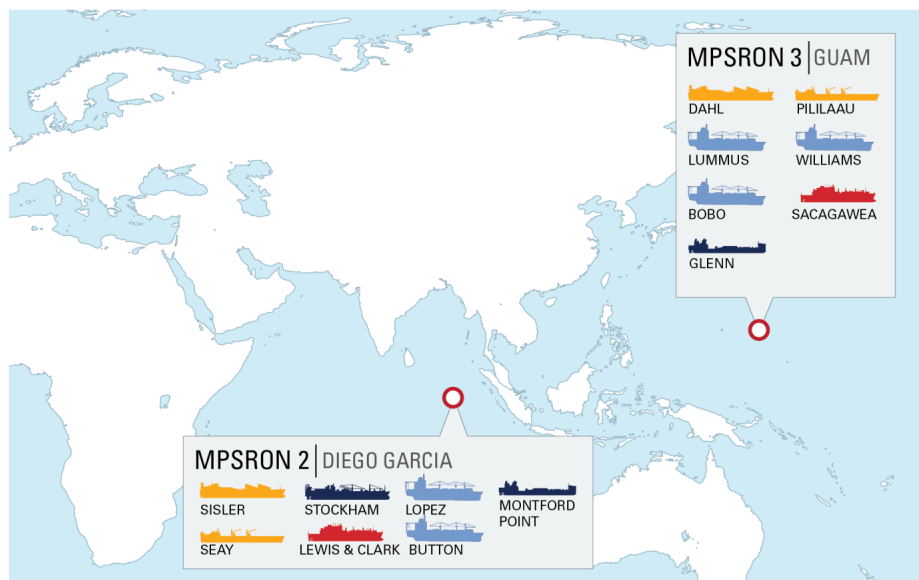 MPSRON 3 | GUAM
DAHL PILILAAU
LUMMUS WILLIAMS
BOBO SACAGAWEA
GLENN
MPSRON 2 | DIEGO GARCIA
SISLER STOCKHAM LOPEZ MONTFORD
POINT
SEAY LEWIS & CLARK BUTTON